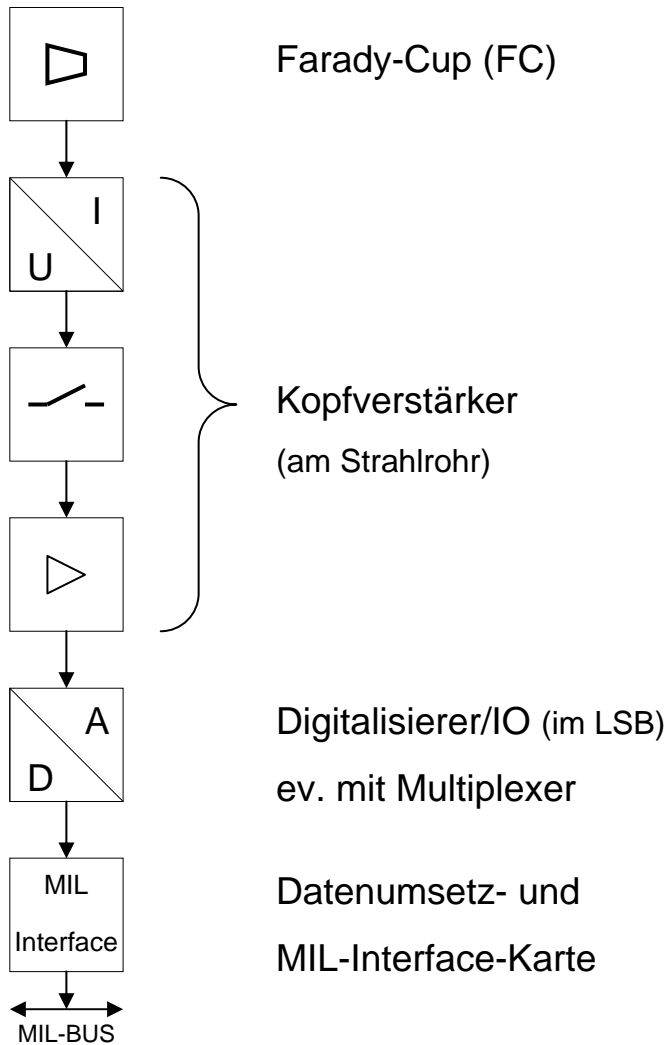 Farady-Cup (FC)
I
U
Kopfverstärker
(am Strahlrohr)
A
D
Digitalisierer/IO (im LSB)
ev. mit Multiplexer
MIL
Interface
Datenumsetz- und
MIL-Interface-Karte
MIL-BUS